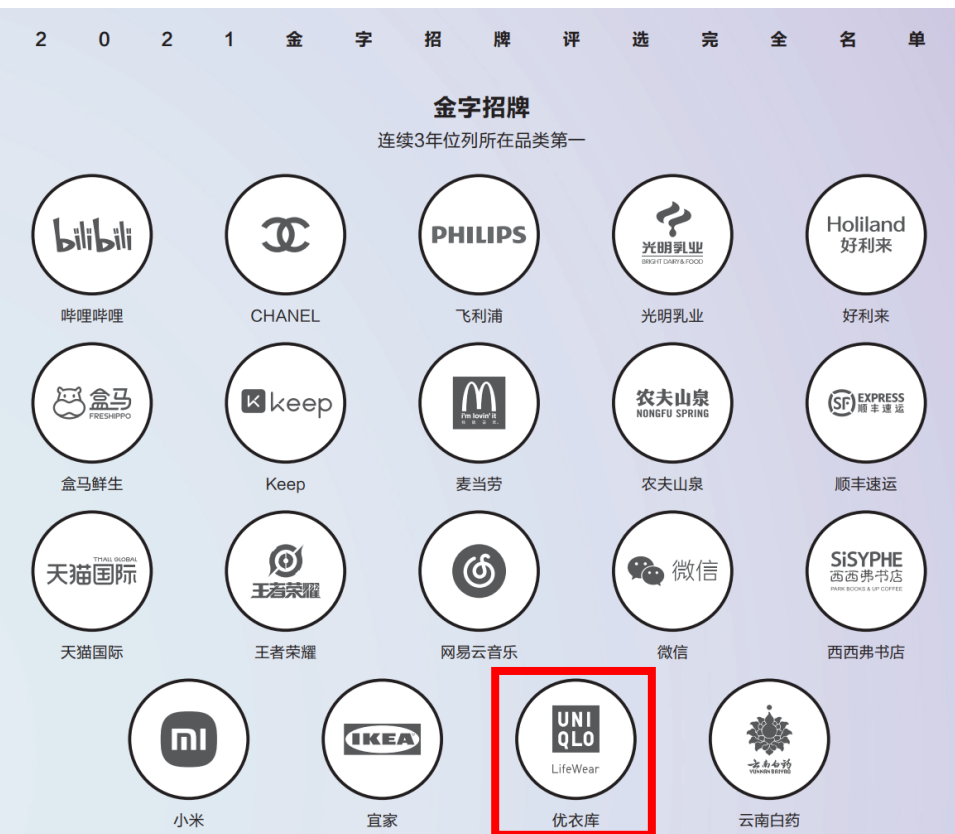 2021金字招牌评选完全名单
金字招牌
连续3年位列所在品类第一
bilibili
哔哩哔哩
CHANEL
PHILIPS
飞利浦
光明乳业
BRIGHT DAIRY & FOOD
光明乳业
Holiland
好利来
好利来
盒马
FRESHIPPO
盒马鲜生
keep
Keep
i'm lovin' it
麦当劳
农夫山泉
NONGFU SPRING
农夫山泉
SF EXPRESS
顺丰速运
顺丰速运
TMALL GLOBAL
天猫国际
天猫国际
王者荣耀
王者荣耀
网易云音乐
微信
微信
SiSYPHE
西西弗书店
PARK BOOKS & UP COFFEE
西西弗书店
mi
小米
IKEA
宜家
UNI
QLO
LifeWear
优衣库
云南白药
YUNNAN BAIYAO
云南白药